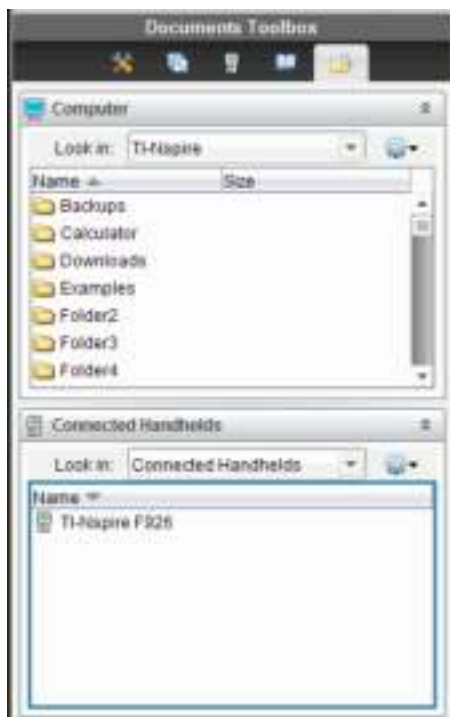 Documents Toolbox
Computer
Look in: TI-Nspire
Name Size
Backups
Calculator
Downloads
Examples
Folder2
Folder3
Folder4
Connected Handhelds
Look in: Connected Handhelds
Name
TI-Nspire F926